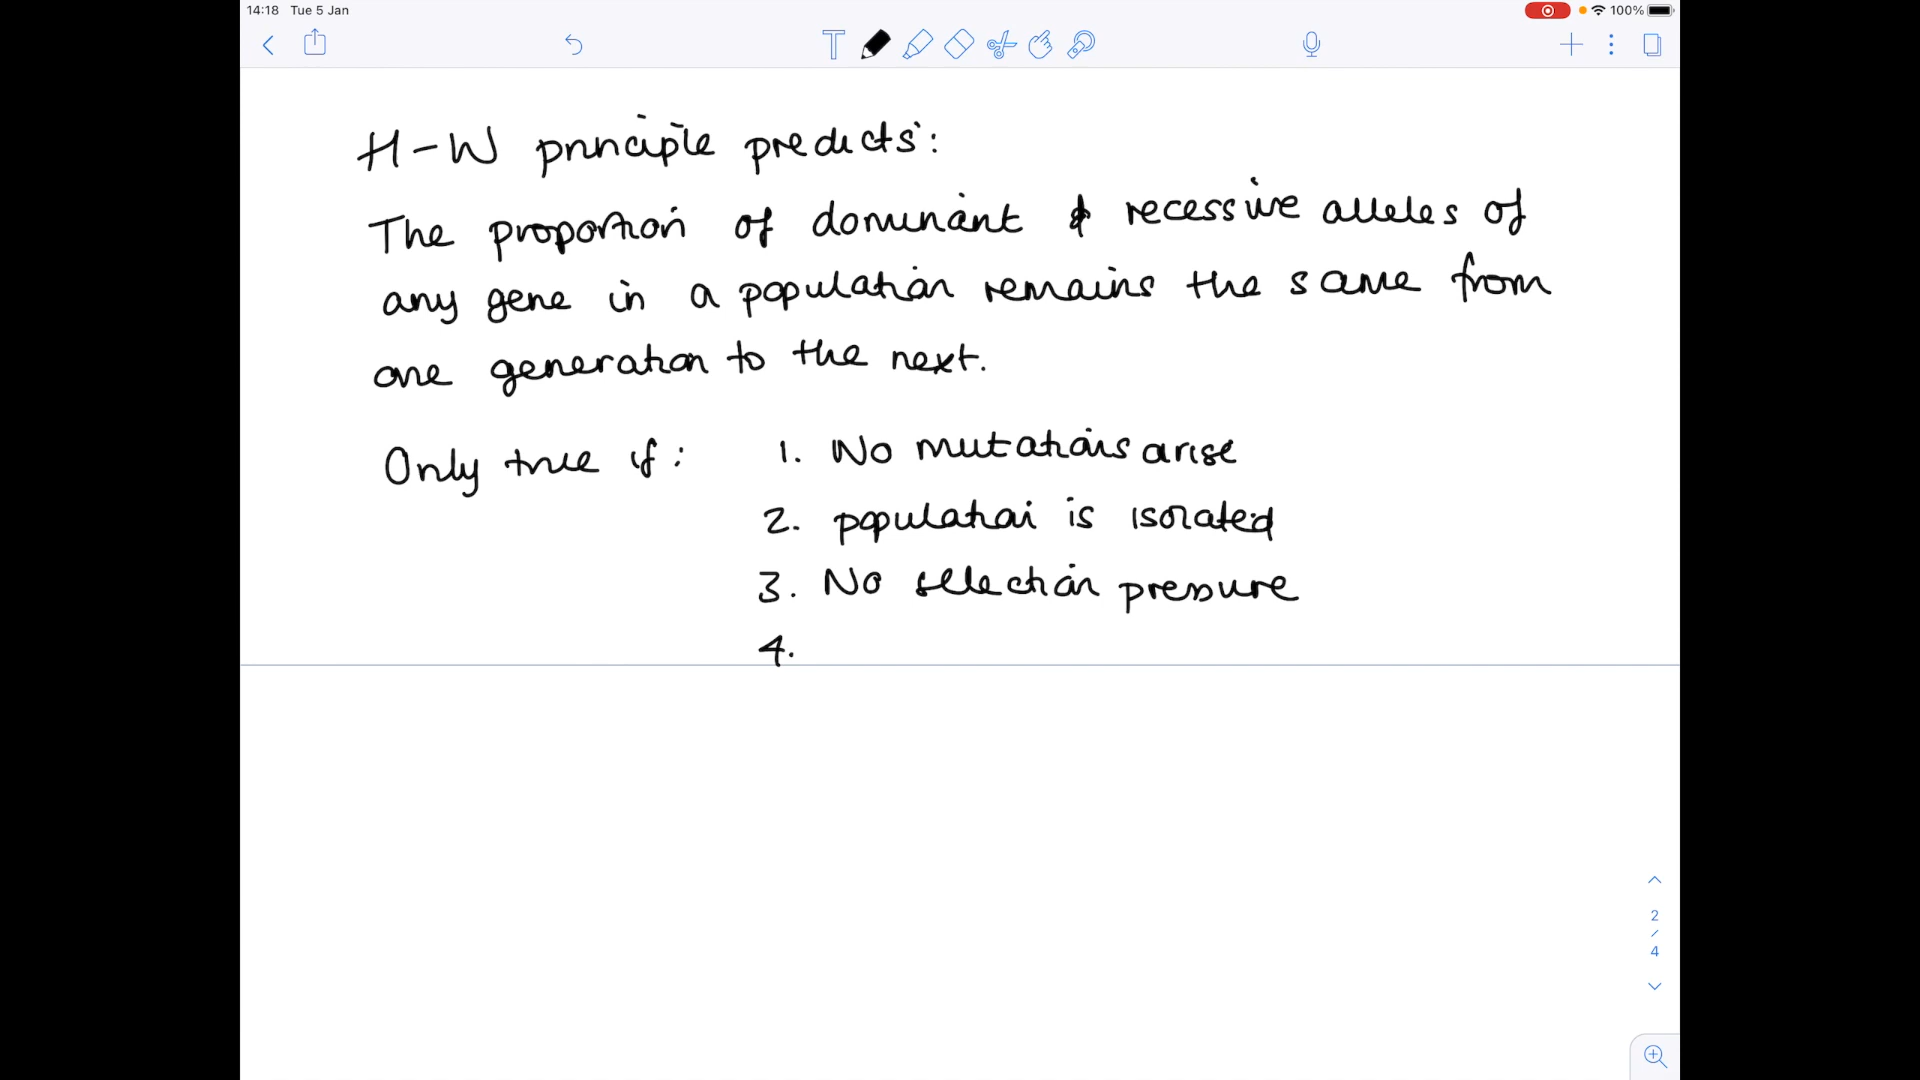 14:18 Tue 5 Jan
100%
T
H-W principle predicts:
The proportion of dominant & recessive alleles of
any gene in a population remains the same from
one generation to the next.
Only true if: 1. No mutations arise
2. population is isolated
3. No selection pressure
4.
2
/
4